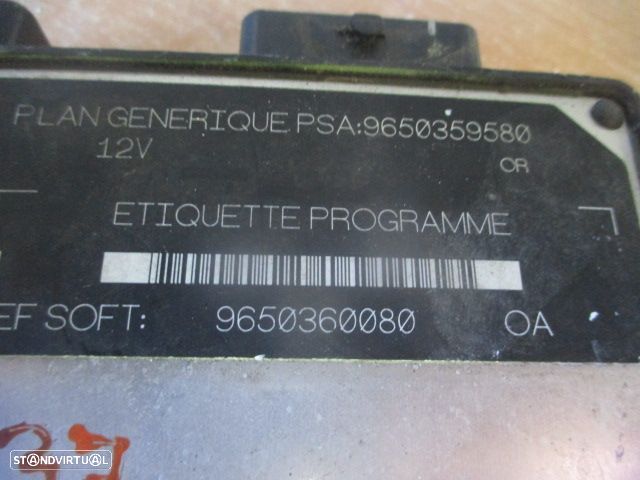 PLAN GENERIQUE PSA:9650359580
12V
OR
ETIQUETTE PROGRAMME
EF SOFT: 9650360080 OA
STANDVIRTUAL